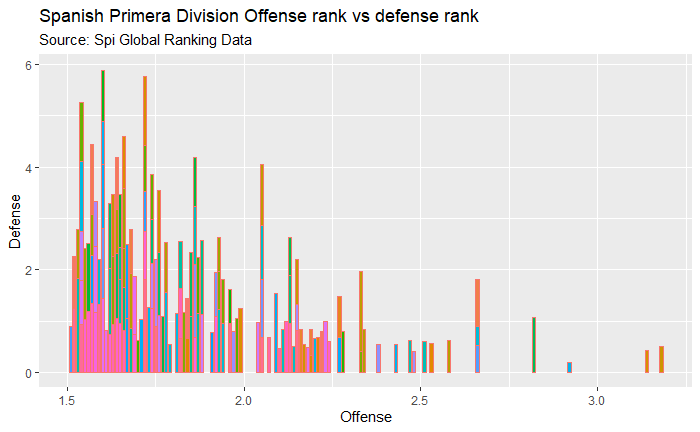 Spanish Primera Division Offense rank vs defense rank
Source: Spi Global Ranking Data
6
4
2
0
Defense
1.5 2.0 2.5 3.0
Offense